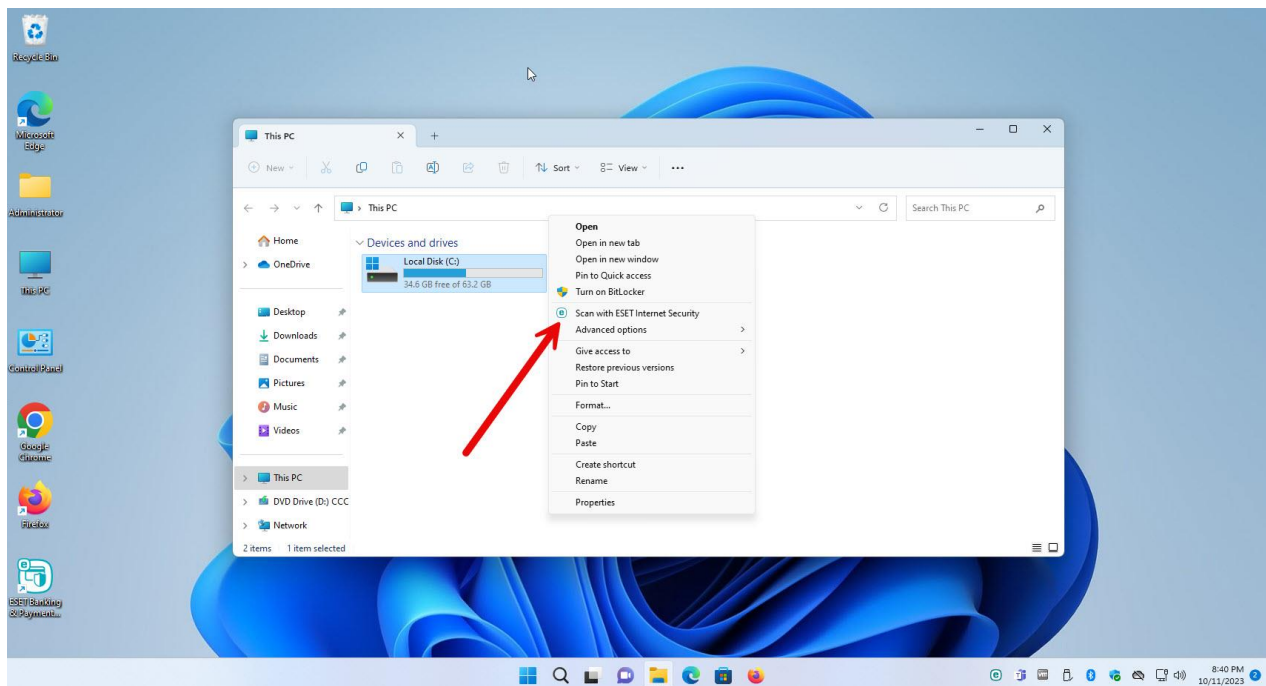 Recycle Bin
Microsoft
Edge
Administrator
This PC
Control Panel
Google
Chrome
Firefox
ESET Banking
& Payment...
This PC
New
Sort
View
This PC
Search This PC
Home
OneDrive
Desktop
Downloads
Documents
Pictures
Music
Videos
This PC
DVD Drive (D:) CCC
Network
Devices and drives
Local Disk (C:)
34.6 GB free of 63.2 GB
Open
Open in new tab
Open in new window
Pin to Quick access
Turn on BitLocker
Scan with ESET Internet Security
Advanced options
Give access to
Restore previous versions
Pin to Start
Format...
Copy
Paste
Create shortcut
Rename
Properties
2 items 1 item selected
8:40 PM
10/11/2023
2